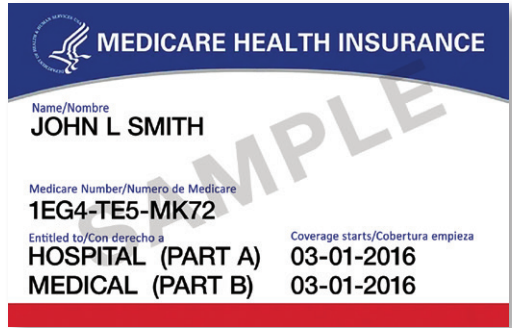 MEDICARE HEALTH INSURANCE
Name/Nombre
JOHN L SMITH
SAMPLE
Medicare Number/Numero de Medicare
1EG4-TE5-MK72
Entitled to/Con derecho a
Coverage starts/Cobertura empieza
HOSPITAL (PART A) 03-01-2016
MEDICAL (PART B) 03-01-2016